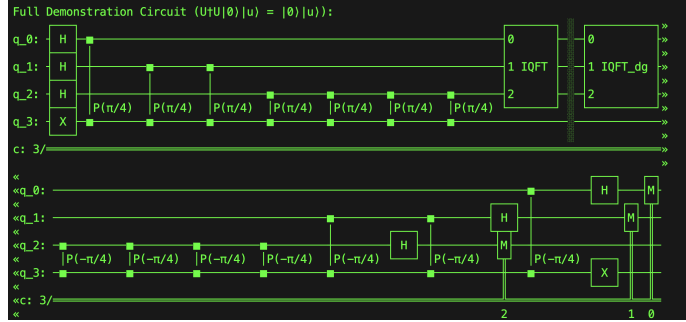 Full Demonstration Circuit (U†U|0⟩|u⟩ = |0⟩|u⟩):
q_0: H 0 0 »
q_1: H 1 IQFT 1 IQFT_dg »
q_2: H 2 2 »
P(π/4) P(π/4) P(π/4) P(π/4) P(π/4) P(π/4) P(π/4)
q_3: X »
c: 3/ »
»
«
«q_0: H M
«
«q_1: H M
«
«q_2: H M
« P(-π/4) P(-π/4) P(-π/4) P(-π/4) P(-π/4) P(-π/4) P(-π/4)
«q_3: X
«
«c: 3/
« 2 1 0